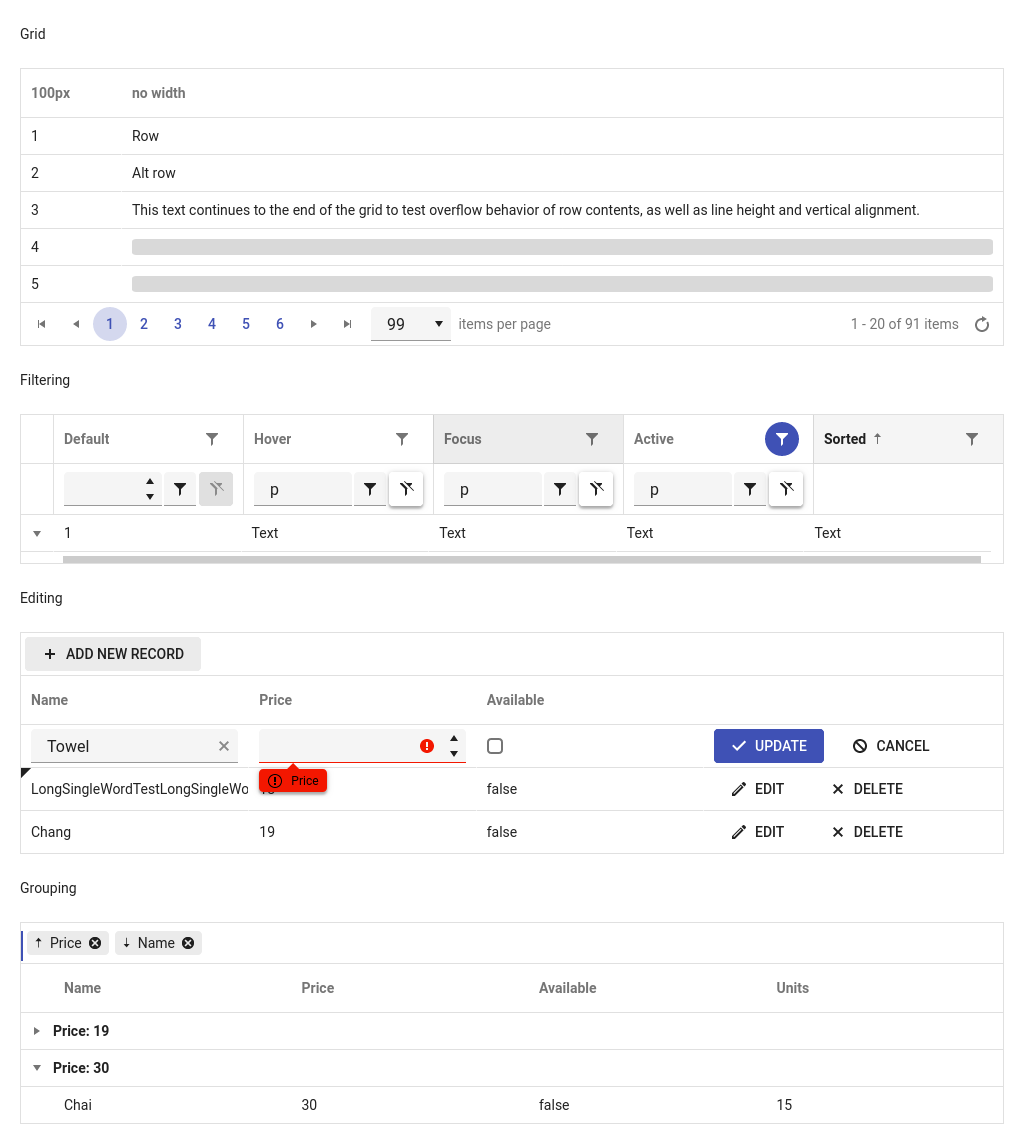 Grid
100px no width
1 Row
2 Alt row
3 This text continues to the end of the grid to test overflow behavior of row contents, as well as line height and vertical alignment.
4
5
1 2 3 4 5 6 99 items per page 1 - 20 of 91 items
Filtering
Default Hover Focus Active Sorted
p p p
1 Text Text Text Text
Editing
ADD NEW RECORD
Name Price Available
Towel UPDATE CANCEL
Price
LongSingleWordTestLongSingleWo false EDIT DELETE
Chang 19 false EDIT DELETE
Grouping
Price Name
Name Price Available Units
Price: 19
Price: 30
Chai 30 false 15